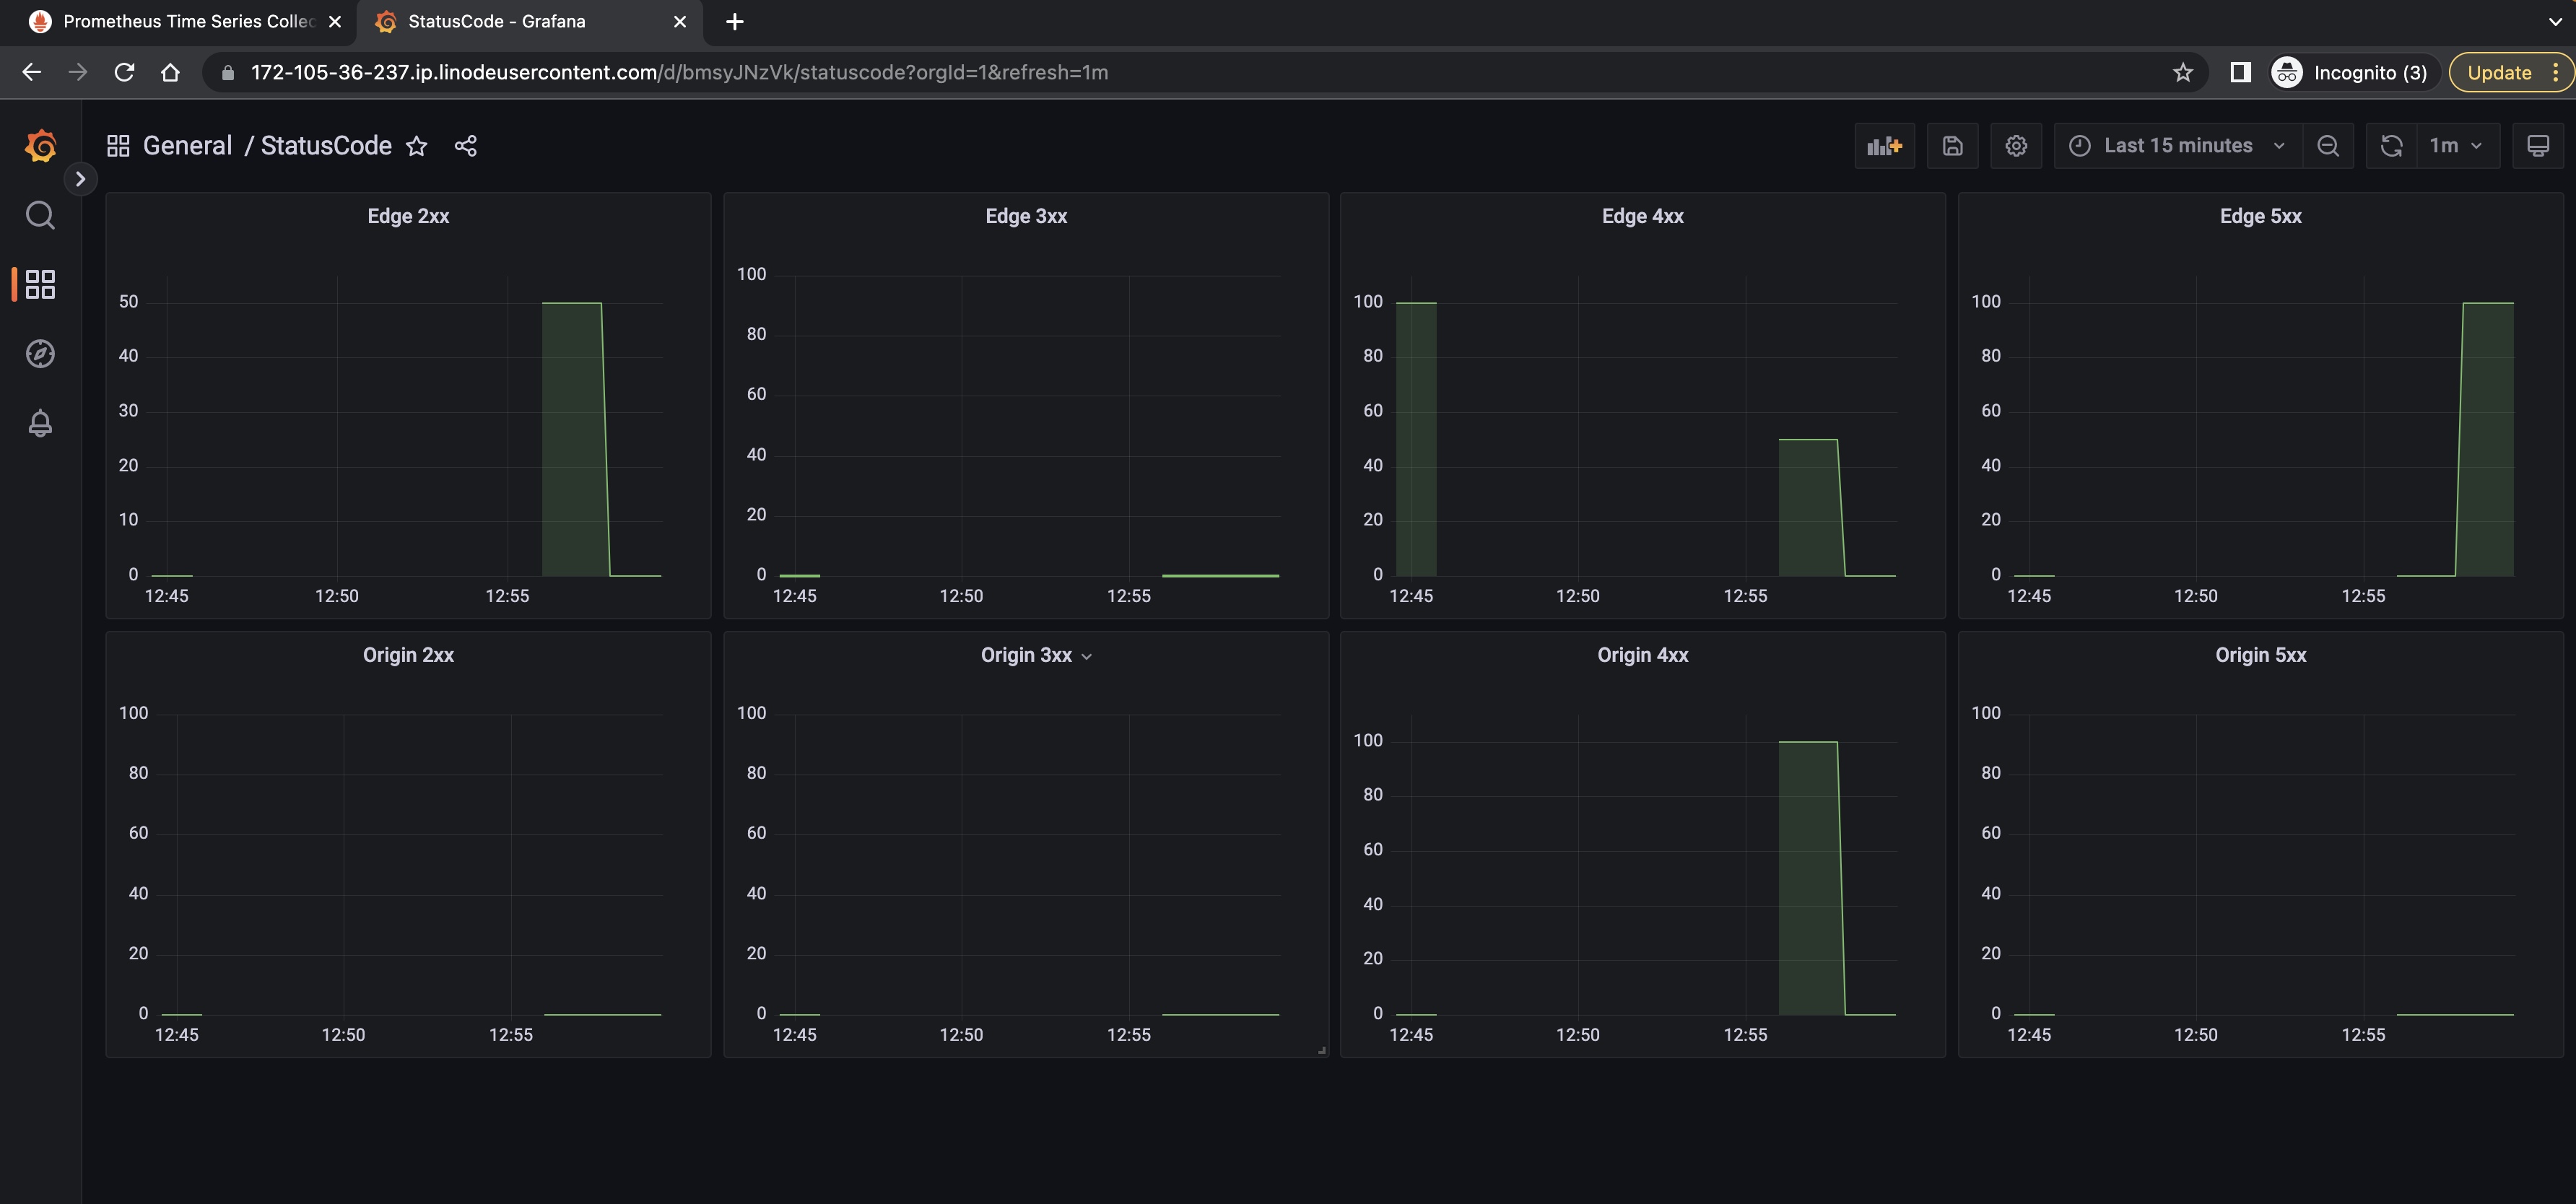 Prometheus Time Series Collec
StatusCode - Grafana
172-105-36-237.ip.linodeusercontent.com/d/bmsyJNzVk/statuscode?orgId=1&refresh=1m
Incognito (3)
Update
General / StatusCode
Last 15 minutes
1m
Edge 2xx
50
40
30
20
10
0
12:45 12:50 12:55
Edge 3xx
100
80
60
40
20
0
12:45 12:50 12:55
Edge 4xx
100
80
60
40
20
0
12:45 12:50 12:55
Edge 5xx
100
80
60
40
20
0
12:45 12:50 12:55
Origin 2xx
100
80
60
40
20
0
12:45 12:50 12:55
Origin 3xx
100
80
60
40
20
0
12:45 12:50 12:55
Origin 4xx
100
80
60
40
20
0
12:45 12:50 12:55
Origin 5xx
100
80
60
40
20
0
12:45 12:50 12:55